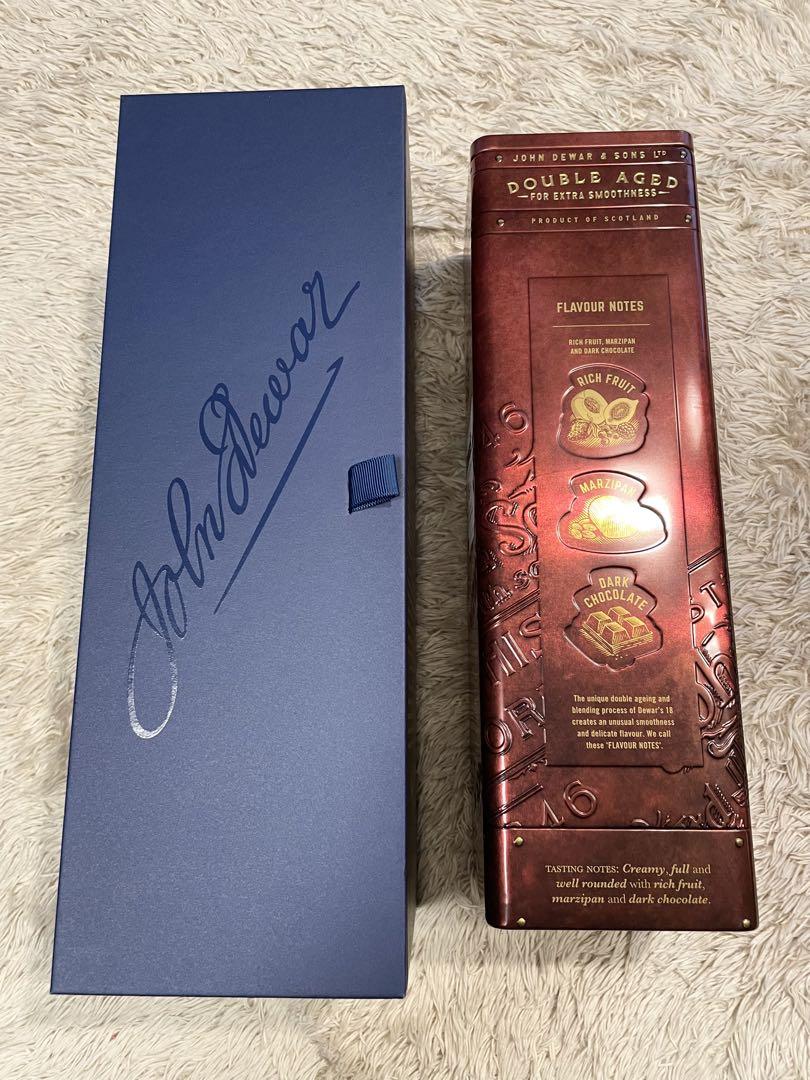 John Dewar
JOHN DEWAR & SONS LTD
DOUBLE AGED
FOR EXTRA SMOOTHNESS
PRODUCT OF SCOTLAND
FLAVOUR NOTES
RICH FRUIT, MARZIPAN
AND DARK CHOCOLATE
RICH FRUIT
46
MARZIPAN
DARK
CHOCOLATE
The unique double ageing and
blending process of Dewar's 18
creates an unusual smoothness
and delicate flavour. We call
these "FLAVOUR NOTES".
46
TASTING NOTES: Creamy, full and
well rounded with rich fruit,
marzipan and dark chocolate.